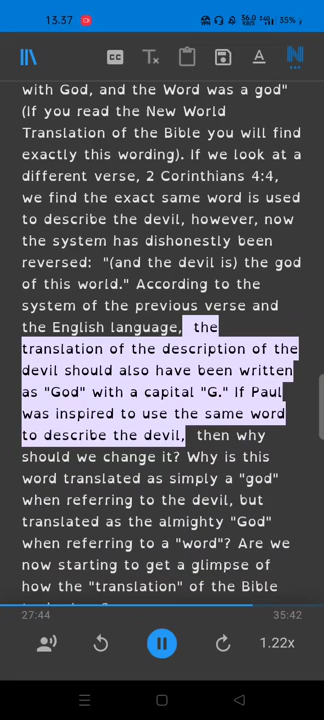 13.37
56.0
35%
CC
T×
A
N
with God, and the Word was a god"
(If you read the New World
Translation of the Bible you will find
exactly this wording). If we look at a
different verse, 2 Corinthians 4:4,
we find the exact same word is used
to describe the devil, however, now
the system has dishonestly been
reversed:  "(and the devil is) the god
of this world." According to the
system of the previous verse and
the English language,  the
translation of the description of the
devil should also have been written
as "God" with a capital "G." If Paul
was inspired to use the same word
to describe the devil,  then why
should we change it? Why is this
word translated as simply a "god"
when referring to the devil, but
translated as the almighty "God"
when referring to a "word"? Are we
now starting to get a glimpse of
how the "translation" of the Bible
27:44
35:42
1.22x